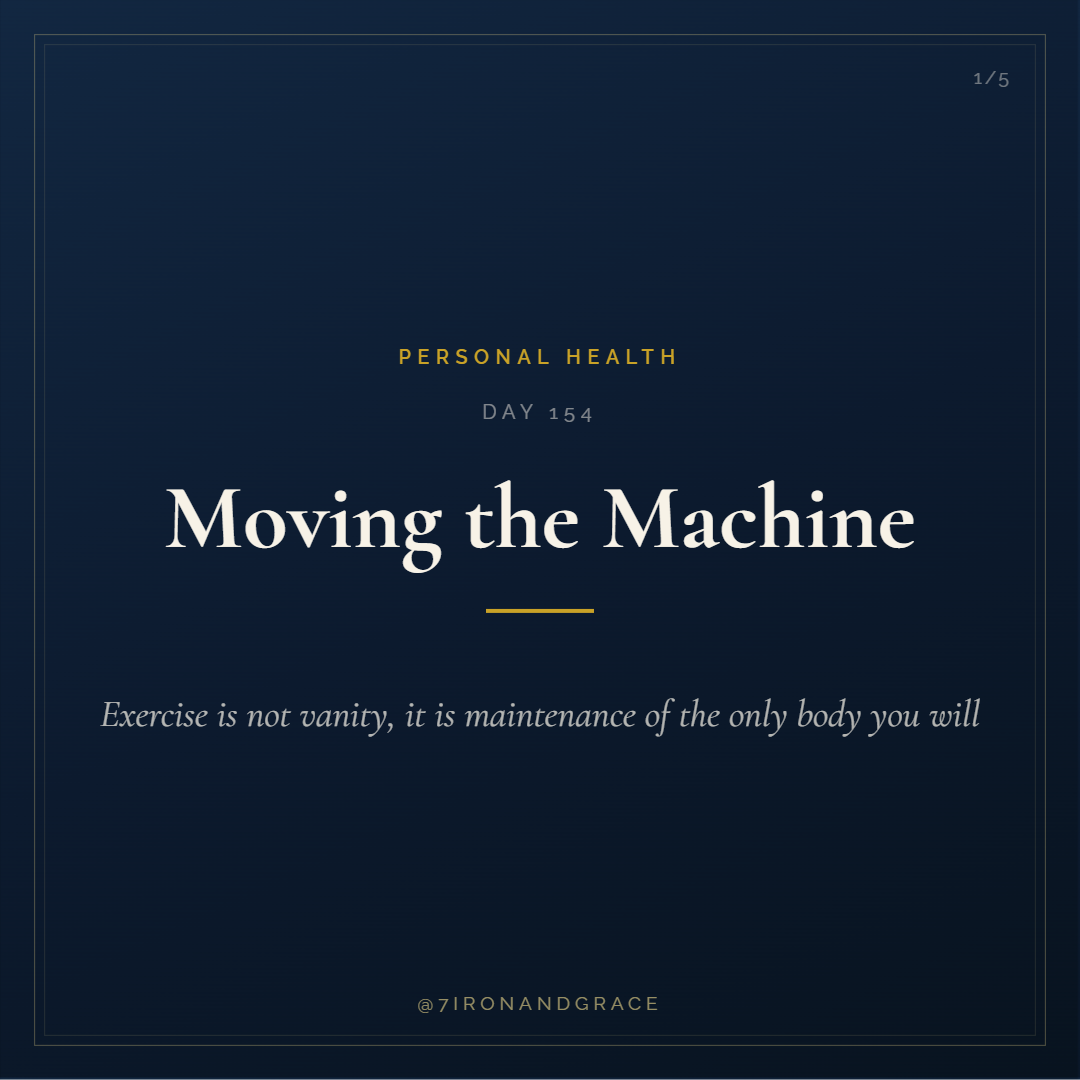 1/5
PERSONAL HEALTH
DAY 154
Moving the Machine
Exercise is not vanity, it is maintenance of the only body you will
@7IRONANDGRACE